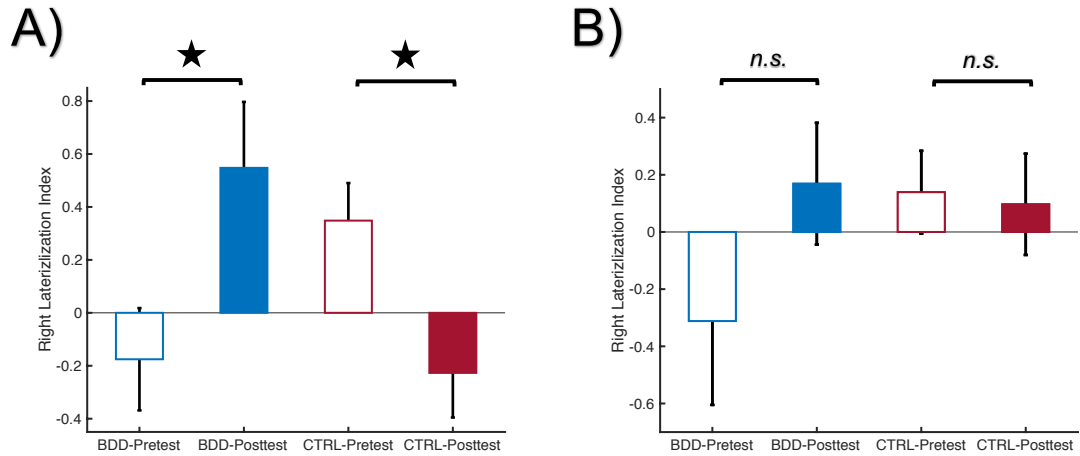 A)
★
★
Right Laterizlization Index
0.8
0.6
0.4
0.2
0
-0.2
-0.4
BDD-Pretest
BDD-Posttest
CTRL-Pretest
CTRL-Posttest
B)
n.s.
n.s.
Right Laterizlization Index
0.4
0.2
0
-0.2
-0.4
-0.6
BDD-Pretest
BDD-Posttest
CTRL-Pretest
CTRL-Posttest